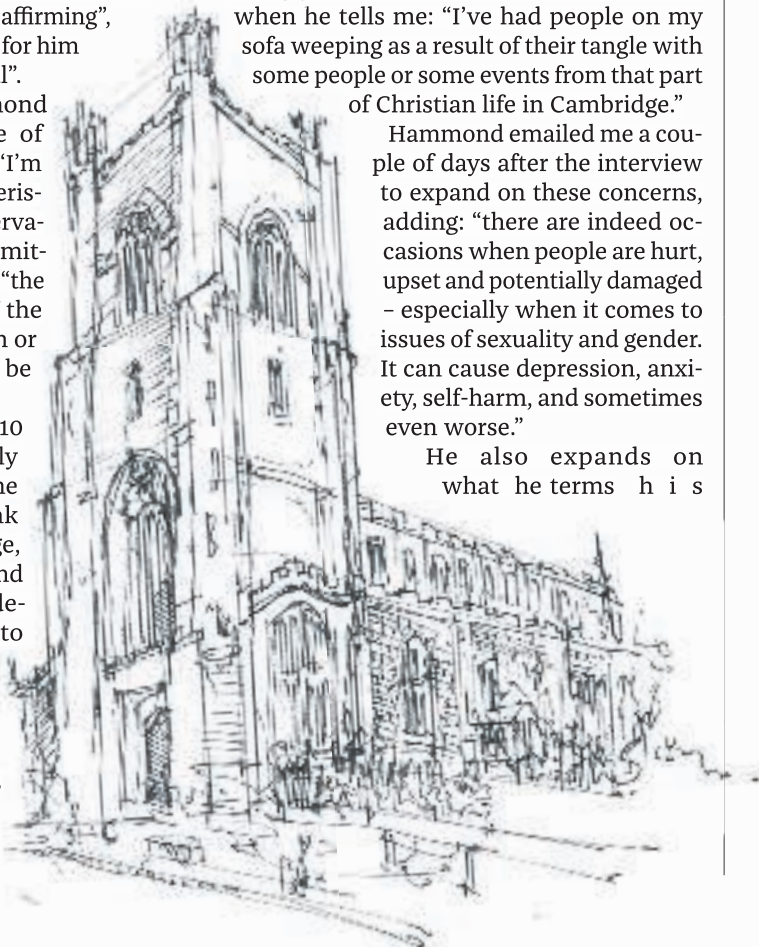 affirming”,
for him
l”.
mond
e of
“I’m
eris-
erva-
mit-
“the
the
n or
be
10
ly
ne
nk
ge,
nd
de-
to
when he tells me: “I’ve had people on my
sofa weeping as a result of their tangle with
some people or some events from that part
of Christian life in Cambridge.”
Hammond emailed me a cou-
ple of days after the interview
to expand on these concerns,
adding: “there are indeed oc-
casions when people are hurt,
upset and potentially damaged
– especially when it comes to
issues of sexuality and gender.
It can cause depression, anxi-
ety, self-harm, and sometimes
even worse.”
He also expands on
what he terms h i s